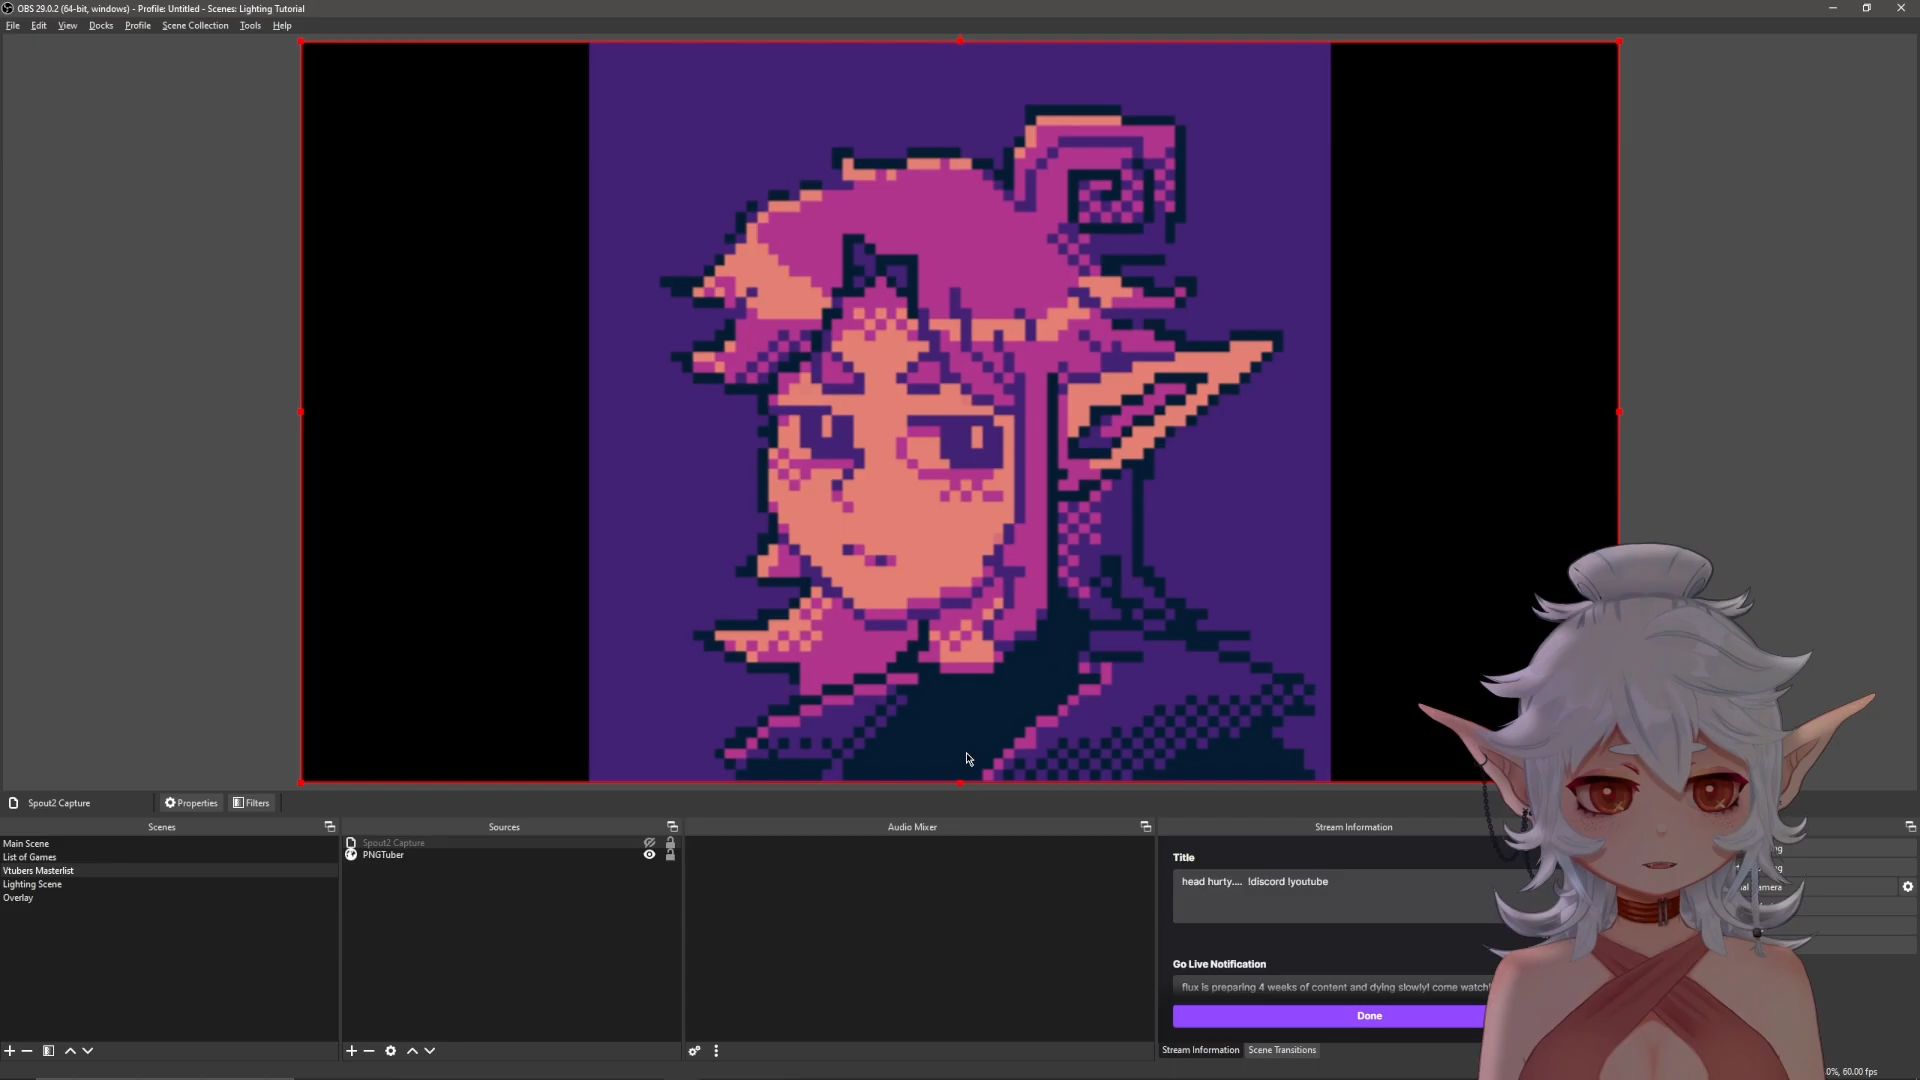 OBS 29.0.2 (64-bit, windows) - Profile: Untitled - Scenes: Lighting Tutorial
File Edit View Docks Profile Scene Collection Tools Help
Spout2 Capture Properties Filters
Scenes Sources Audio Mixer Stream Information
Main Scene
List of Games
Vtubers Masterlist
Lighting Scene
Overlay
Spout2 Capture
PNGTuber
Title
head hurty.... !discord !youtube
Go Live Notification
flux is preparing 4 weeks of content and dying slowly! come watch!
Done
Stream Information Scene Transitions
0%, 60.00 fps